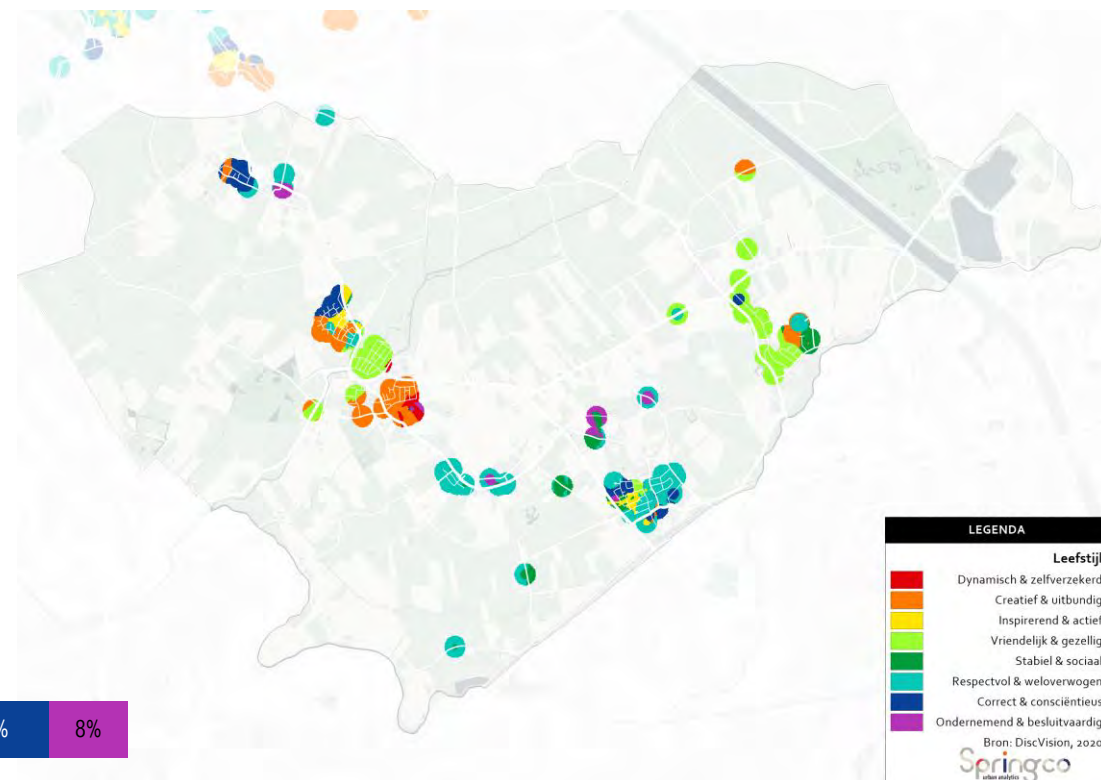 %
8%
LEGENDA
Leefstijl
Dynamisch & zelfverzekerd
Creatief & uitbundig
Inspirerend & actief
Vriendelijk & gezellig
Stabiel & sociaal
Respectvol & weloverwogen
Correct & consciëntieus
Ondernemend & besluitvaardig
Bron: DiscVision, 2020
Springco
urban analytics